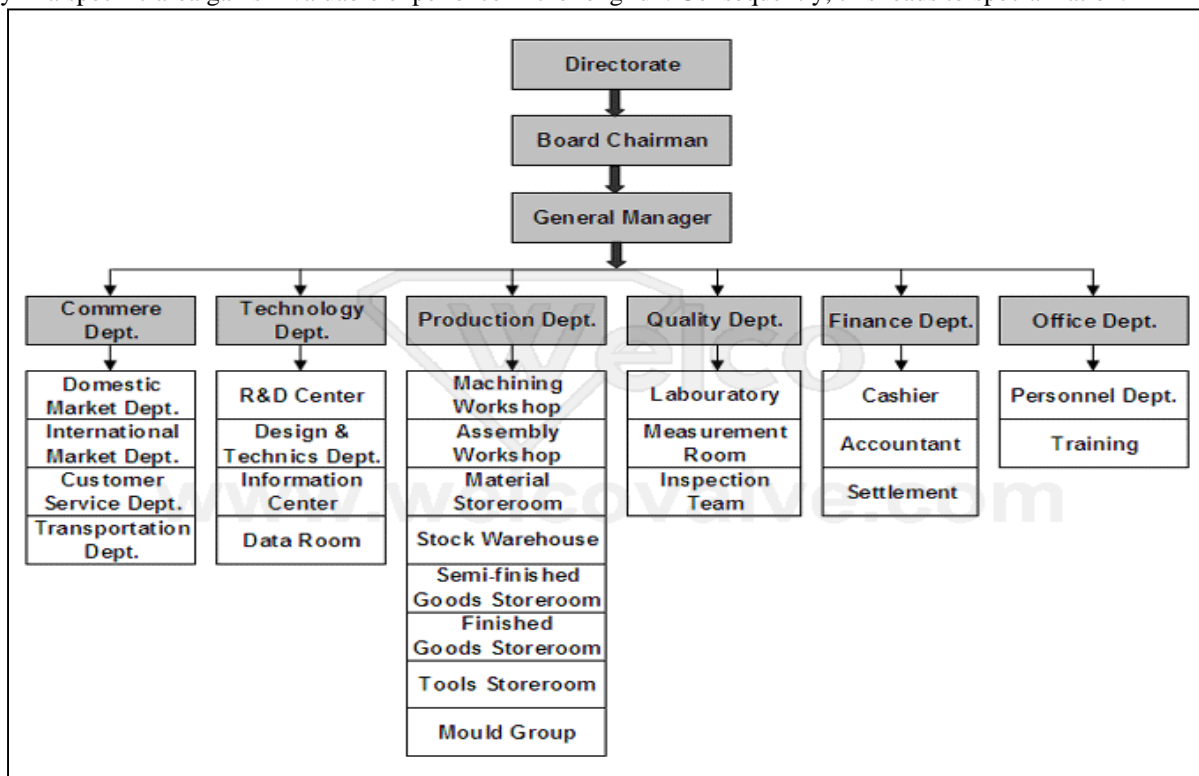 Directorate
Board Chairman
General Manager
Commere
Dept.
Technology
Dept.
Production Dept.
Quality Dept.
Finance Dept.
Office Dept.
Domestic
Market Dept.
International
Market Dept.
Customer
Service Dept.
Transportation
Dept.
R&D Center
Design &
Technics Dept.
Information
Center
Data Room
Machining
Workshop
Assembly
Workshop
Material
Storeroom
Stock Warehouse
Semi-finished
Goods Storeroom
Finished
Goods Storeroom
Tools Storeroom
Mould Group
Labouratory
Measurement
Room
Inspection
Team
Cashier
Accountant
Settlement
Personnel Dept.
Training
Welco
www.welcovalve.com